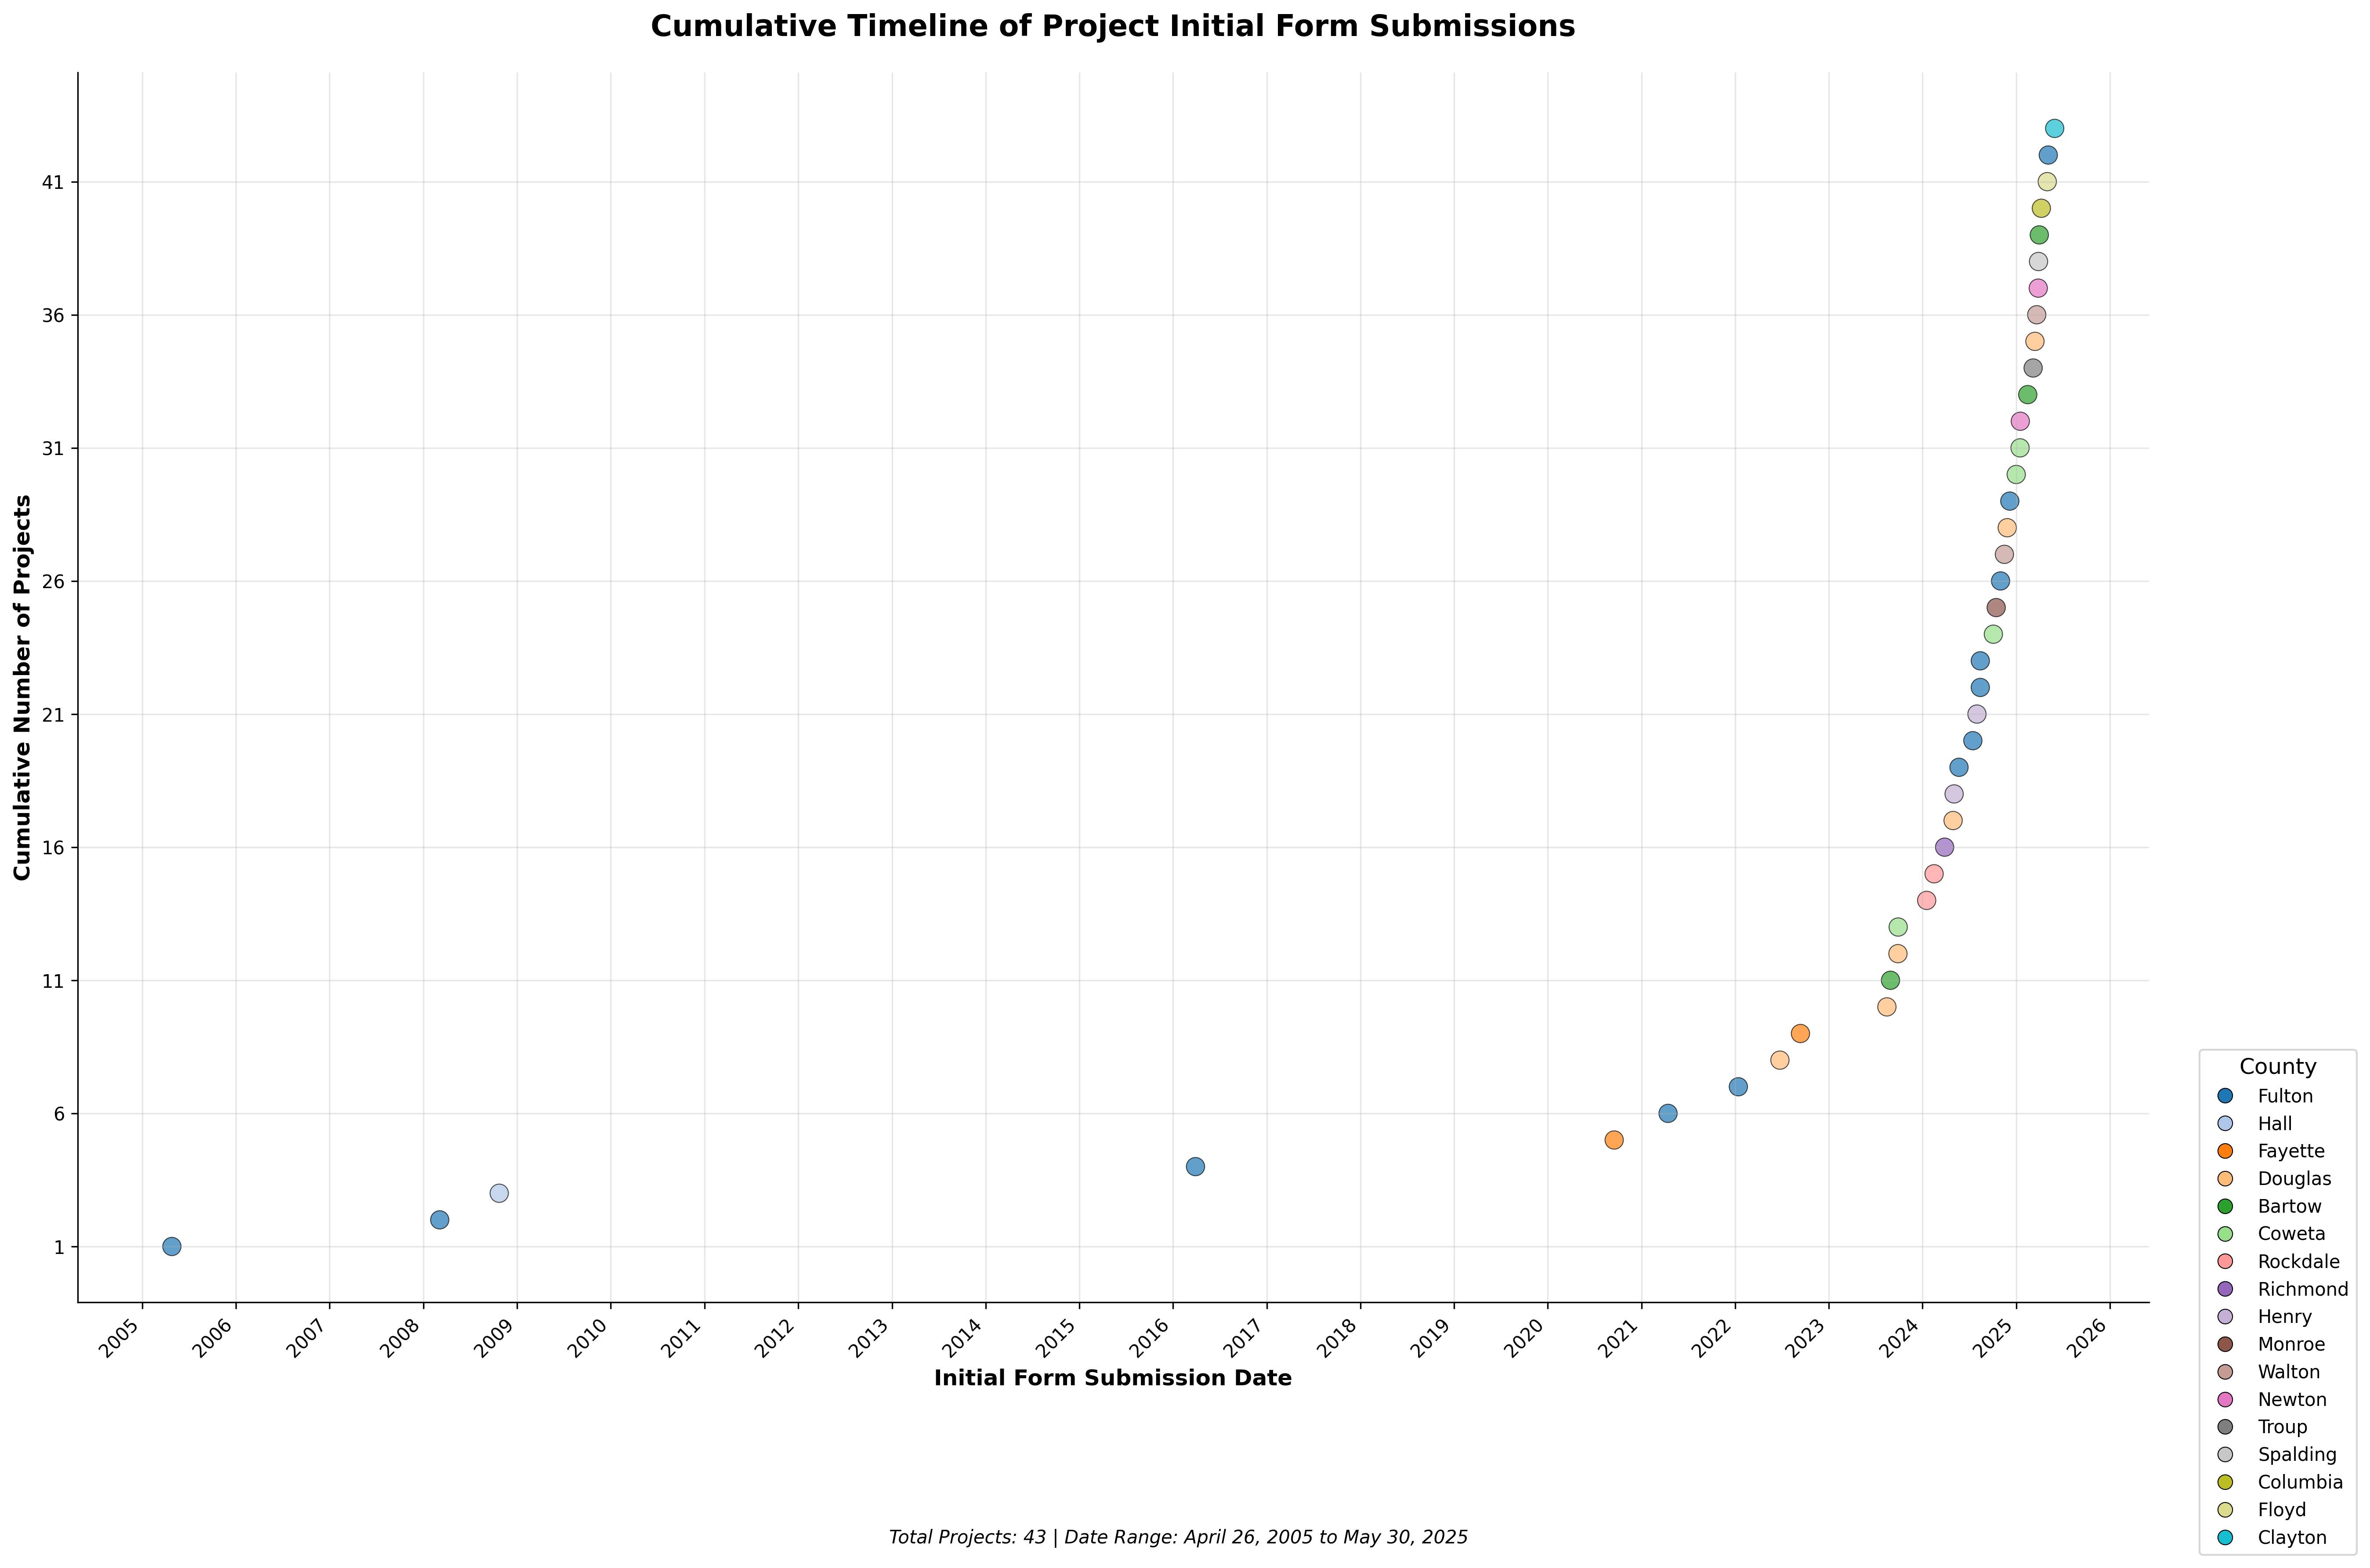 Cumulative Timeline of Project Initial Form Submissions
Cumulative Number of Projects
41
36
31
26
21
16
11
6
1
2005
2006
2007
2008
2009
2010
2011
2012
2013
2014
2015
2016
2017
2018
2019
2020
2021
2022
2023
2024
2025
2026
Initial Form Submission Date
County
Fulton
Hall
Fayette
Douglas
Bartow
Coweta
Rockdale
Richmond
Henry
Monroe
Walton
Newton
Troup
Spalding
Columbia
Floyd
Clayton
Total Projects: 43 | Date Range: April 26, 2005 to May 30, 2025